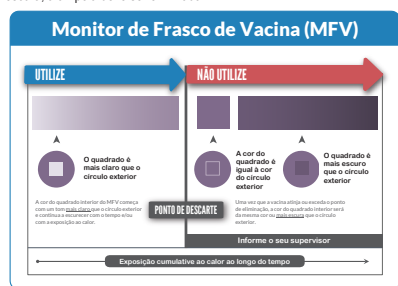 Monitor de Frasco de Vacina (MFV)
UTILIZE
NÃO UTILIZE
O quadrado é
mais claro que o
círculo exterior
A cor do
quadrado é
igual à cor
do círculo
exterior
O quadrado é
mais escuro
que o círculo
exterior
A cor do quadrado interior do MFV começa
com um tom mais claro que o círculo exterior
e continua a escurecer com o tempo e/ou
com a exposição ao calor.
PONTO DE DESCARTE
Uma vez que a vacina atinja ou exceda o ponto
de eliminação, a cor do quadrado interior será
da mesma cor ou mais escura que o círculo
exterior.
Informe o seu supervisor
Exposição cumulative ao calor ao longo do tempo